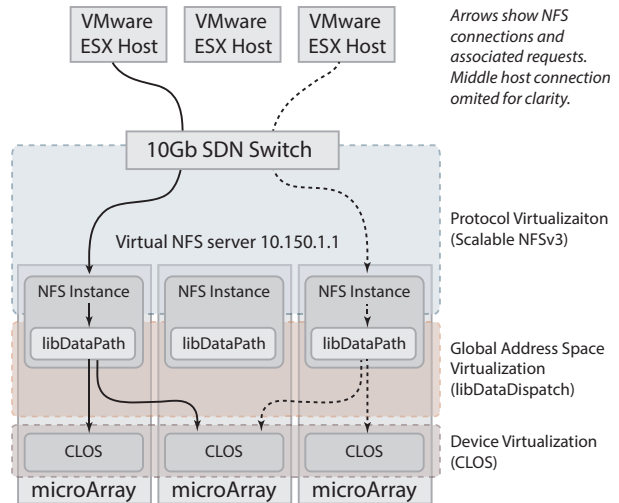 VMware
ESX Host
VMware
ESX Host
VMware
ESX Host
Arrows show NFS
connections and
associated requests.
Middle host connection
omited for clarity.
10Gb SDN Switch
Protocol Virtualizaiton
(Scalable NFSv3)
Virtual NFS server 10.150.1.1
NFS Instance
NFS Instance
NFS Instance
libDataPath
libDataPath
libDataPath
Global Address Space
Virtualization
(libDataDispatch)
CLOS
CLOS
CLOS
Device Virtualization
(CLOS)
microArray
microArray
microArray